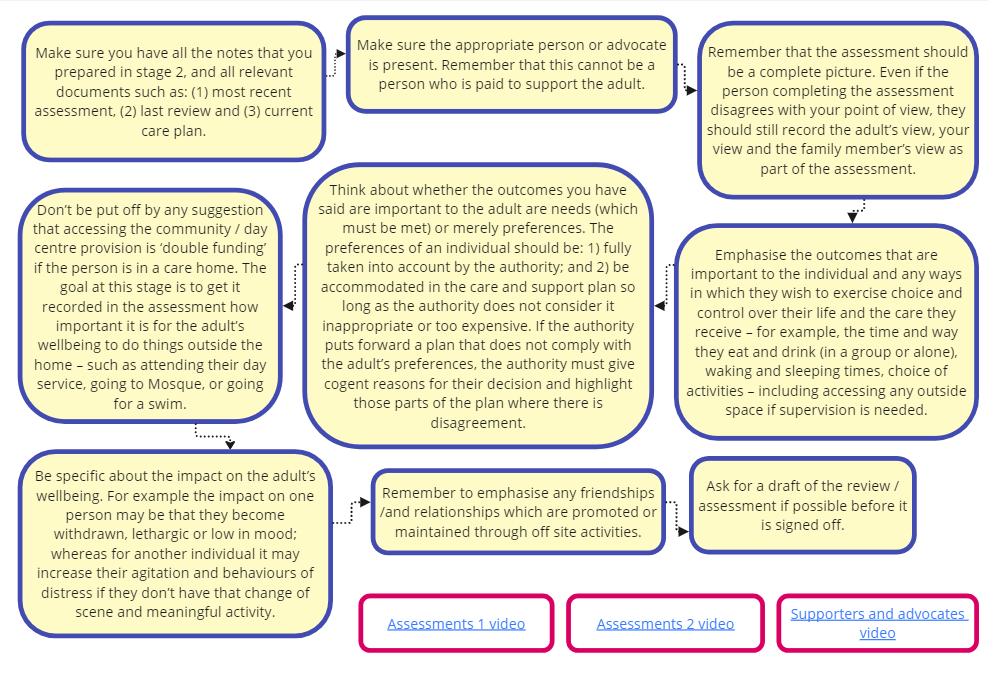 Make sure you have all the notes that you
prepared in stage 2, and all relevant
documents such as: (1) most recent
assessment, (2) last review and (3) current
care plan.
Make sure the appropriate person or advocate
is present. Remember that this cannot be a
person who is paid to support the adult.
Remember that the assessment should
be a complete picture. Even if the
person completing the assessment
disagrees with your point of view, they
should still record the adult’s view, your
view and the family member’s view as
part of the assessment.
Emphasise the outcomes that are
important to the individual and any ways
in which they wish to exercise choice and
control over their life and the care they
receive – for example, the time and way
they eat and drink (in a group or alone),
waking and sleeping times, choice of
activities – including accessing any outside
space if supervision is needed.
Think about whether the outcomes you have
said are important to the adult are needs (which
must be met) or merely preferences. The
preferences of an individual should be: 1) fully
taken into account by the authority; and 2) be
accommodated in the care and support plan so
long as the authority does not consider it
inappropriate or too expensive. If the authority
puts forward a plan that does not comply with
the adult’s preferences, the authority must give
cogent reasons for their decision and highlight
those parts of the plan where there is
disagreement.
Don’t be put off by any suggestion
that accessing the community / day
centre provision is ‘double funding’
if the person is in a care home. The
goal at this stage is to get it
recorded in the assessment how
important it is for the adult’s
wellbeing to do things outside the
home – such as attending their day
service, going to Mosque, or going
for a swim.
Be specific about the impact on the adult’s
wellbeing. For example the impact on one
person may be that they become
withdrawn, lethargic or low in mood;
whereas for another individual it may
increase their agitation and behaviours of
distress if they don’t have that change of
scene and meaningful activity.
Remember to emphasise any friendships
/and relationships which are promoted or
maintained through off site activities.
Ask for a draft of the review /
assessment if possible before it
is signed off.
Assessments 1 video
Assessments 2 video
Supporters and advocates
video